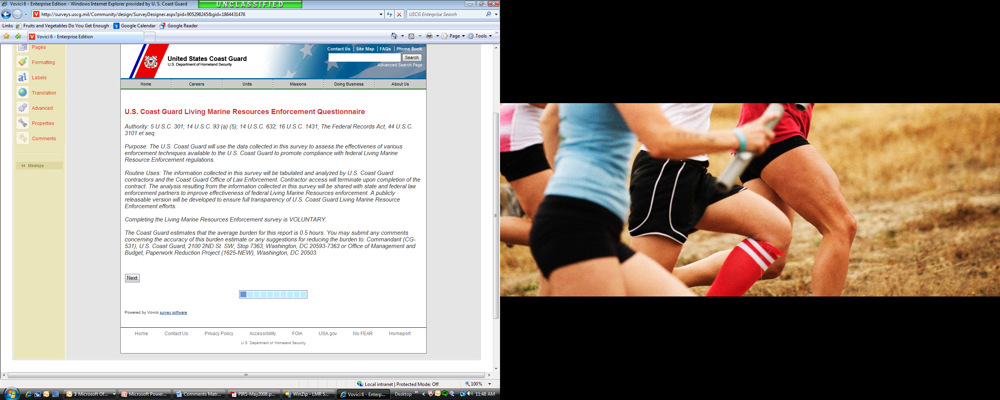 Vovici 6 - Enterprise Edition - Windows Internet Explorer provided by U. S. Coast Guard
UNCLASSIFIED
http://surveys.uscg.mil/Community/design/SurveyDesigner.aspx?pid=905298245&gid=1864431476
USCG Enterprise Search
Links Fruits and Vegetables Do You Get Enough 3 Google Calendar Google Reader
Vovici 6 - Enterprise Edition
Page Tools
Pages
Formatting
Labels
Translation
Advanced
Properties
Comments
Minimize
Contact Us Site Map FAQs Phone Book
United States Coast Guard
U.S. Department of Homeland Security
Search
Advanced Search Page
Home Careers Units Missions Doing Business About Us
U.S. Coast Guard Living Marine Resources Enforcement Questionnaire
Authority: 5 U.S.C. 301; 14 U.S.C. 93 (a) (5); 14 U.S.C. 632; 16 U.S.C. 1431; The Federal Records Act, 44 U.S.C.
3101 et seq.
Purpose: The U.S. Coast Guard will use the data collected in this survey to assess the effectivenes of various
enforcement techniques available to the U.S. Coast Guard to promote compliance with federal Living Marine
Resource Enforcement regulations.
Routine Uses: The information collected in this survey will be tabulated and analyzed by U.S. Coast Guard
contractors and the Coast Guard Office of Law Enforcement. Contractor access will terminate upon completion of the
contract. The analysis resulting from the information collected in this survey will be shared with state and federal law
enforcement partners to improve effectiveness of federal Living Marine Resources enforcement. A publicly
releasable version will be developed to ensure full transparency of U.S. Coast Guard Living Marine Resource
Enforcement efforts.
Completing the Living Marine Resources Enforcement survey is VOLUNTARY.
The Coast Guard estimates that the average burden for this report is 0.5 hours. You may submit any comments
concerning the accuracy of this burden estimate or any suggestions for reducing the burden to: Commandant (CG-
531), U.S. Coast Guard, 2100 2ND St. SW, Stop 7363, Washington, DC 20593-7363 or Office of Management and
Budget, Paperwork Reduction Project (1625-NEW), Washington, DC 20503.
Next
Powered by Vovici survey software
Home Contact Us Privacy Policy Accessibility FOIA USA.gov No FEAR Homeport
U.S. Department of Homeland Security
Local intranet | Protected Mode: Off 100%
3 Microsoft Of... Microsoft Power... Comments Matr... PIRS-May2008.p... WinZip - LMR S... Vovici 6 - Enterp... Desktop 11:48 AM